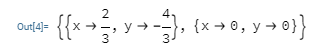 Out[4]= {{x → 2/3, y → -4/3}, {x → 0, y → 0}}